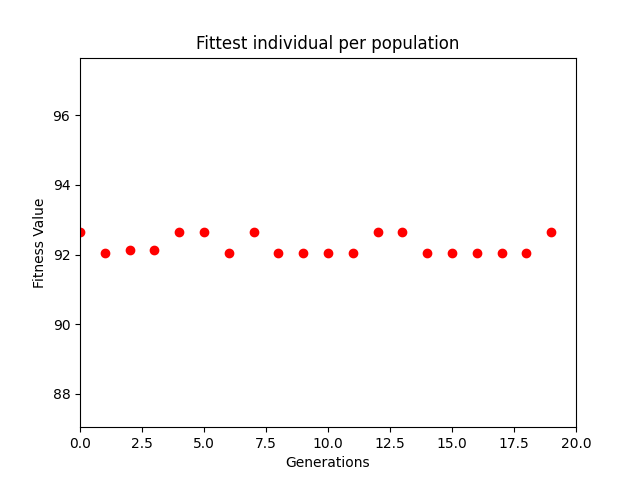 Fittest individual per population
96
94
92
90
88
Fitness Value
0.0 2.5 5.0 7.5 10.0 12.5 15.0 17.5 20.0
Generations